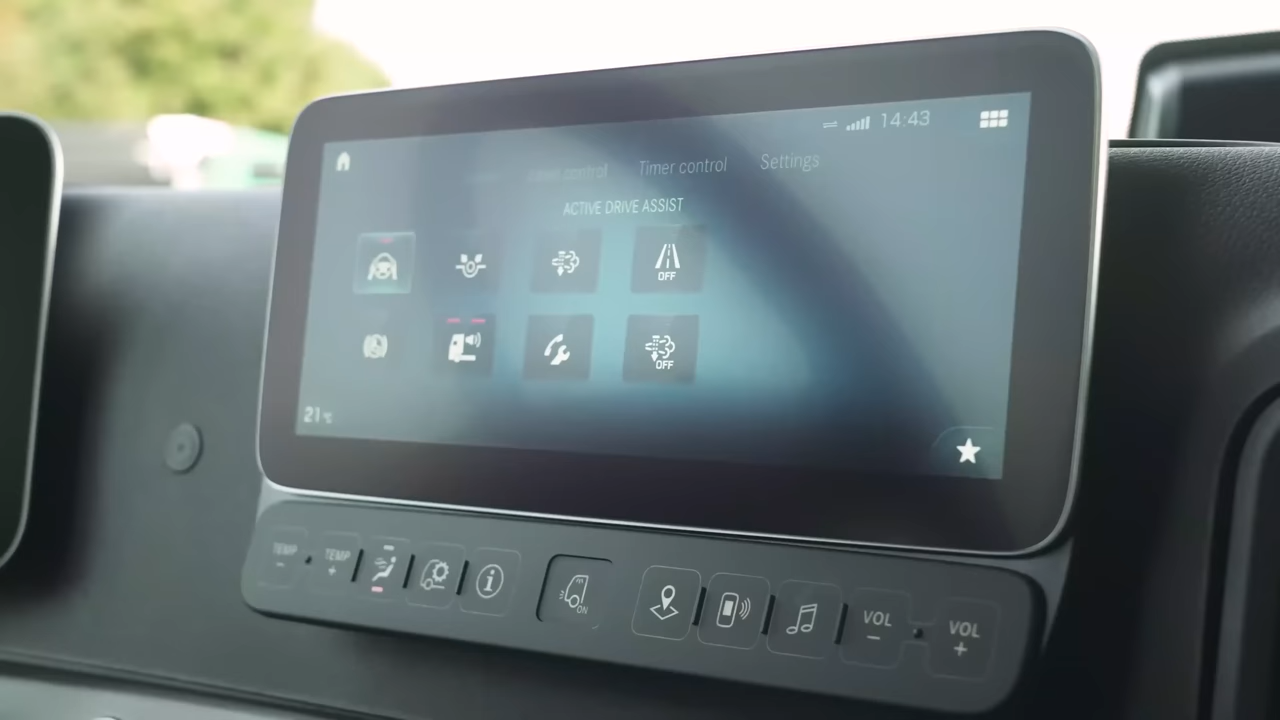 14:43
Timer control
Settings
ACTIVE DRIVE ASSIST
OFF
OFF
21°C
TEMP
−
TEMP
+
ON
VOL
−
VOL
+